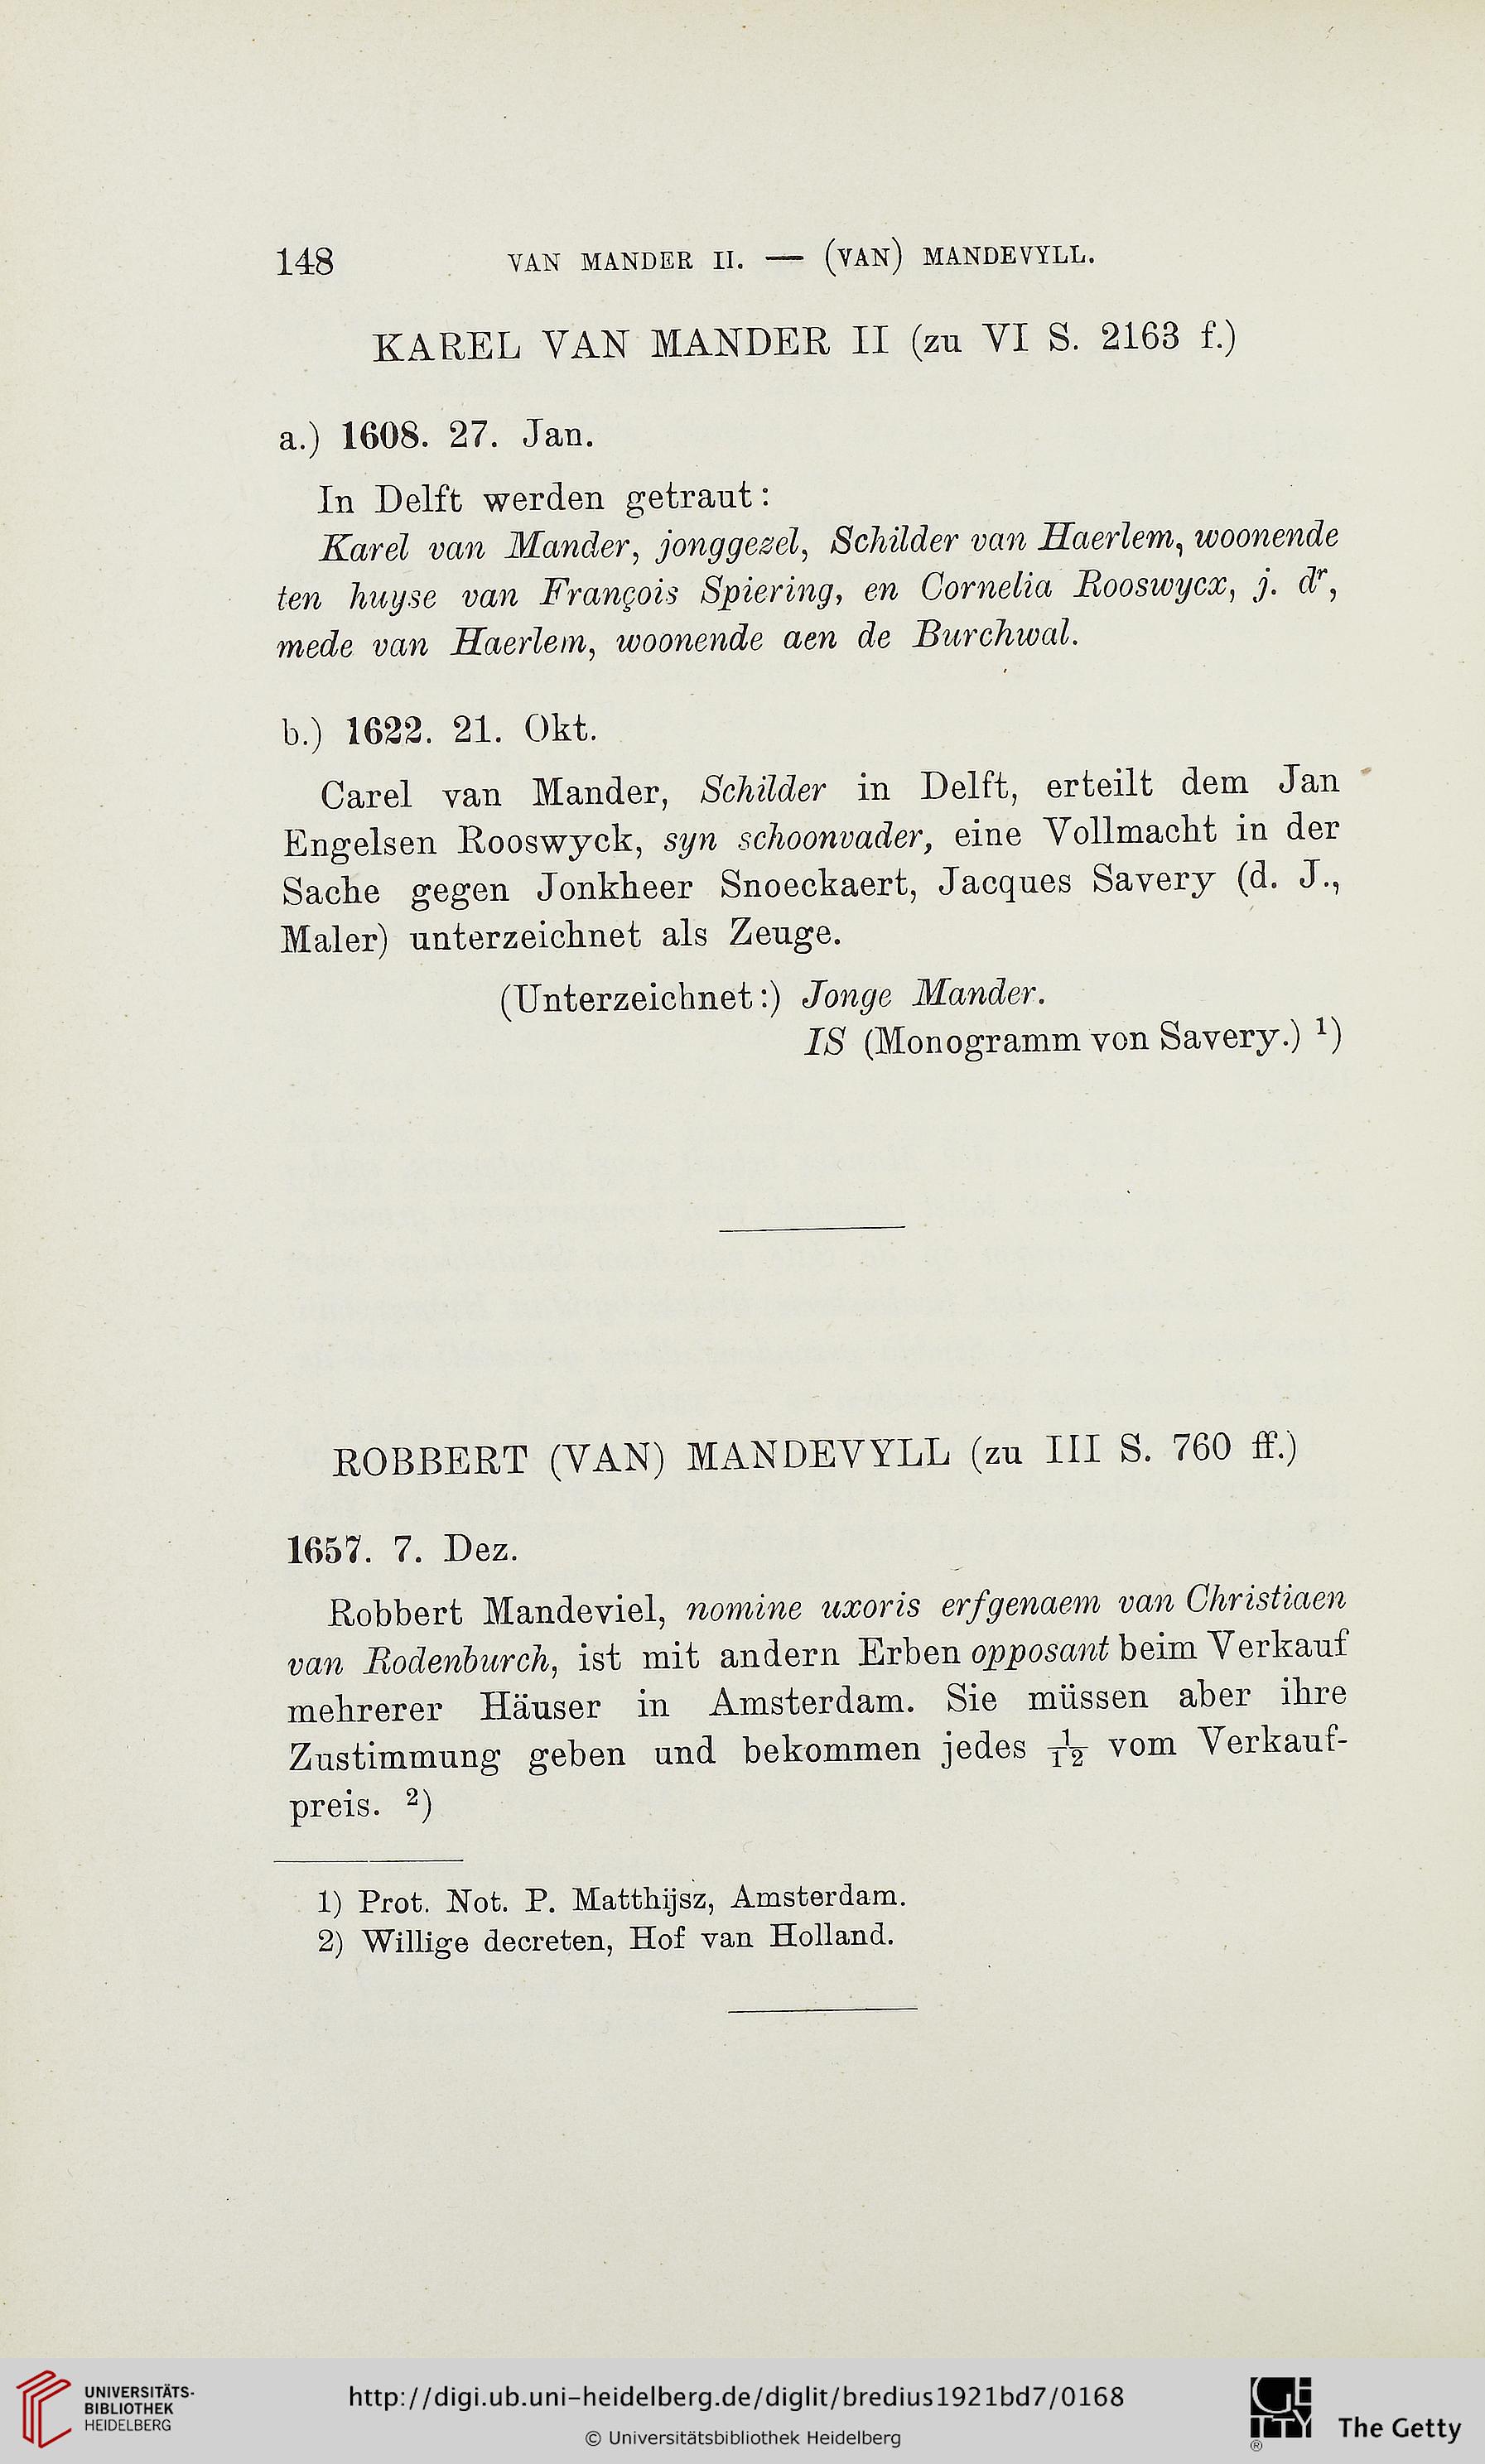 148 VAN MANDER II. — (VAN) MANDEVYLL.
KAREL VAN MANDER II (zu VI S. 2163 f.)
a.) 1608. 27. Jan.
In Delft werden getraut:
Karel van Mander, jonggezel, Schilder van Haerlem, woonende
ten huyse van François Spiering, en Cornelia Rooswycx, j. dr,
mede van Haerlem, woonende aen de Burchwal.
b.) 1622. 21. Okt.
Carel van Mander, Schilder in Delft, erteilt dem Jan
Engelsen Rooswyck, syn schoonvader, eine Vollmacht in der
Sache gegen Jonkheer Snoeckaert, Jacques Savery (d. J.,
Maler) unterzeichnet als Zeuge.
(Unterzeichnet:) Jonge Mander.
IS (Monogramm von Savery.) 1)
ROBBERT (VAN) MANDEVYLL (zu III S. 760 ff.)
1657. 7. Dez.
Robbert Mandeviel, nomine uxoris erfgenaem van Christiaen
van Rodenburch, ist mit andern Erben opposant beim Verkauf
mehrerer Häuser in Amsterdam. Sie müssen aber ihre
Zustimmung geben und bekommen jedes 1/12 vom Verkauf-
preis. 2)
1) Prot. Not. P. Matthijsz, Amsterdam.
2) Willige decreten, Hof van Holland.
UNIVERSITÄTS-
BIBLIOTHEK
HEIDELBERG
http://digi.ub.uni-heidelberg.de/diglit/bredius1921bd7/0168
© Universitätsbibliothek Heidelberg
GETTY
®
The Getty